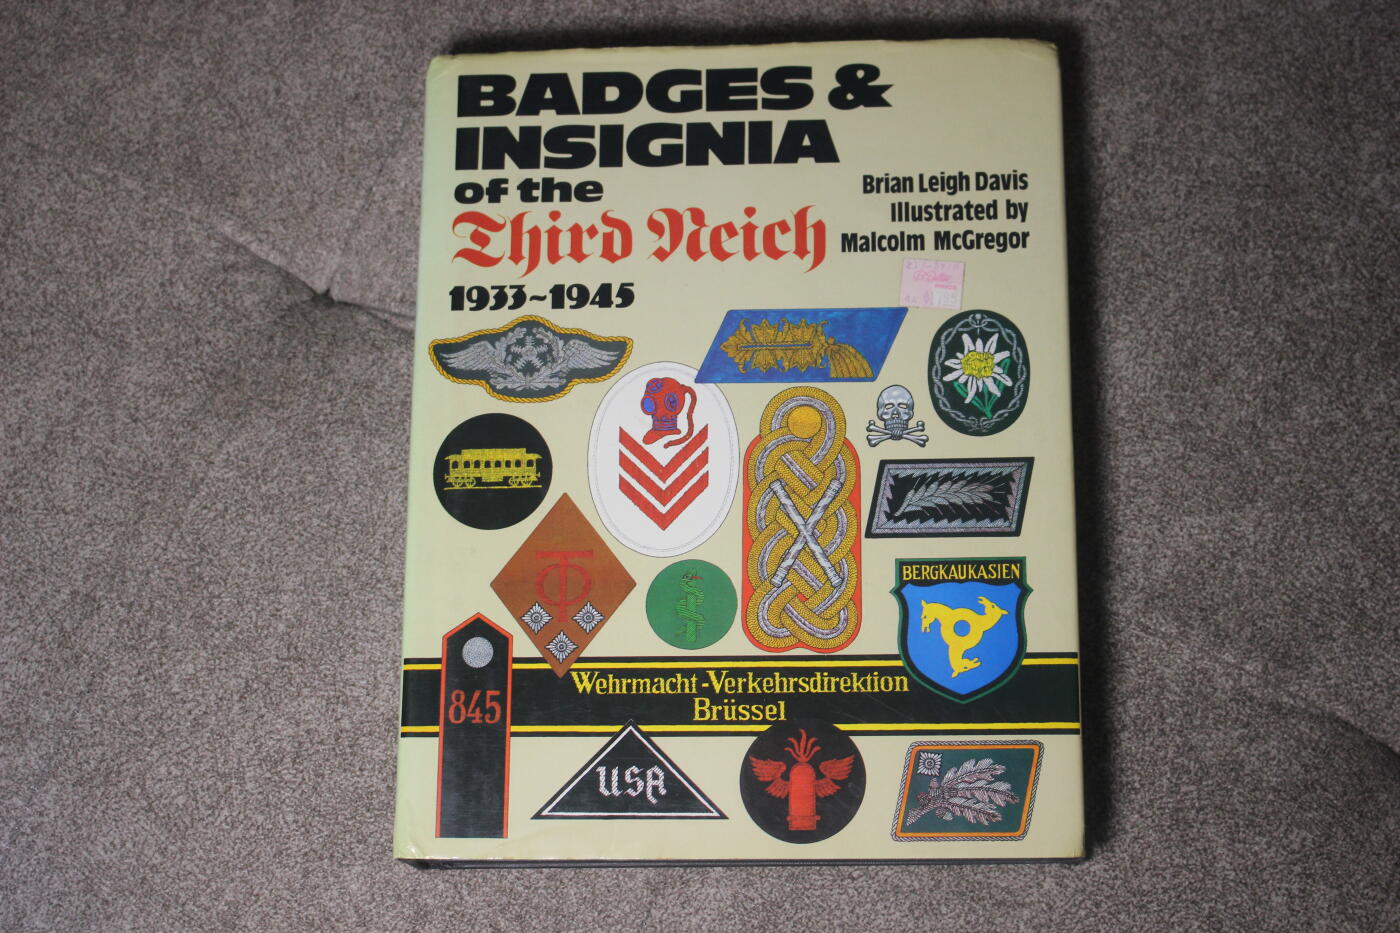 BADGES &
INSIGNIA
of the
Third Reich
1933~1945
Brian Leigh Davis
Illustrated by
Malcolm McGregor
BERGKAUKASIEN
Wehrmacht-Verkehrsdirektion
Brüssel
845
USA